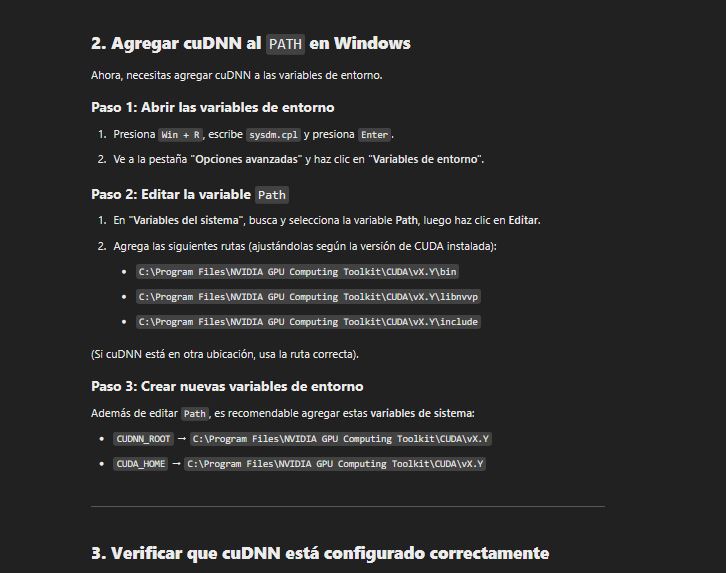 2. Agregar cuDNN al PATH en Windows
Ahora, necesitas agregar cuDNN a las variables de entorno.
Paso 1: Abrir las variables de entorno
1. Presiona Win + R, escribe sysdm.cpl y presiona Enter.
2. Ve a la pestaña "Opciones avanzadas" y haz clic en "Variables de entorno".
Paso 2: Editar la variable Path
1. En "Variables del sistema", busca y selecciona la variable Path, luego haz clic en Editar.
2. Agrega las siguientes rutas (ajustándolas según la versión de CUDA instalada):
• C:\Program Files\NVIDIA GPU Computing Toolkit\CUDA\vX.Y\bin
• C:\Program Files\NVIDIA GPU Computing Toolkit\CUDA\vX.Y\libnvvp
• C:\Program Files\NVIDIA GPU Computing Toolkit\CUDA\vX.Y\include
(Si cuDNN está en otra ubicación, usa la ruta correcta).
Paso 3: Crear nuevas variables de entorno
Además de editar Path, es recomendable agregar estas variables de sistema:
• CUDNN_ROOT → C:\Program Files\NVIDIA GPU Computing Toolkit\CUDA\vX.Y
• CUDA_HOME → C:\Program Files\NVIDIA GPU Computing Toolkit\CUDA\vX.Y
3. Verificar que cuDNN está configurado correctamente